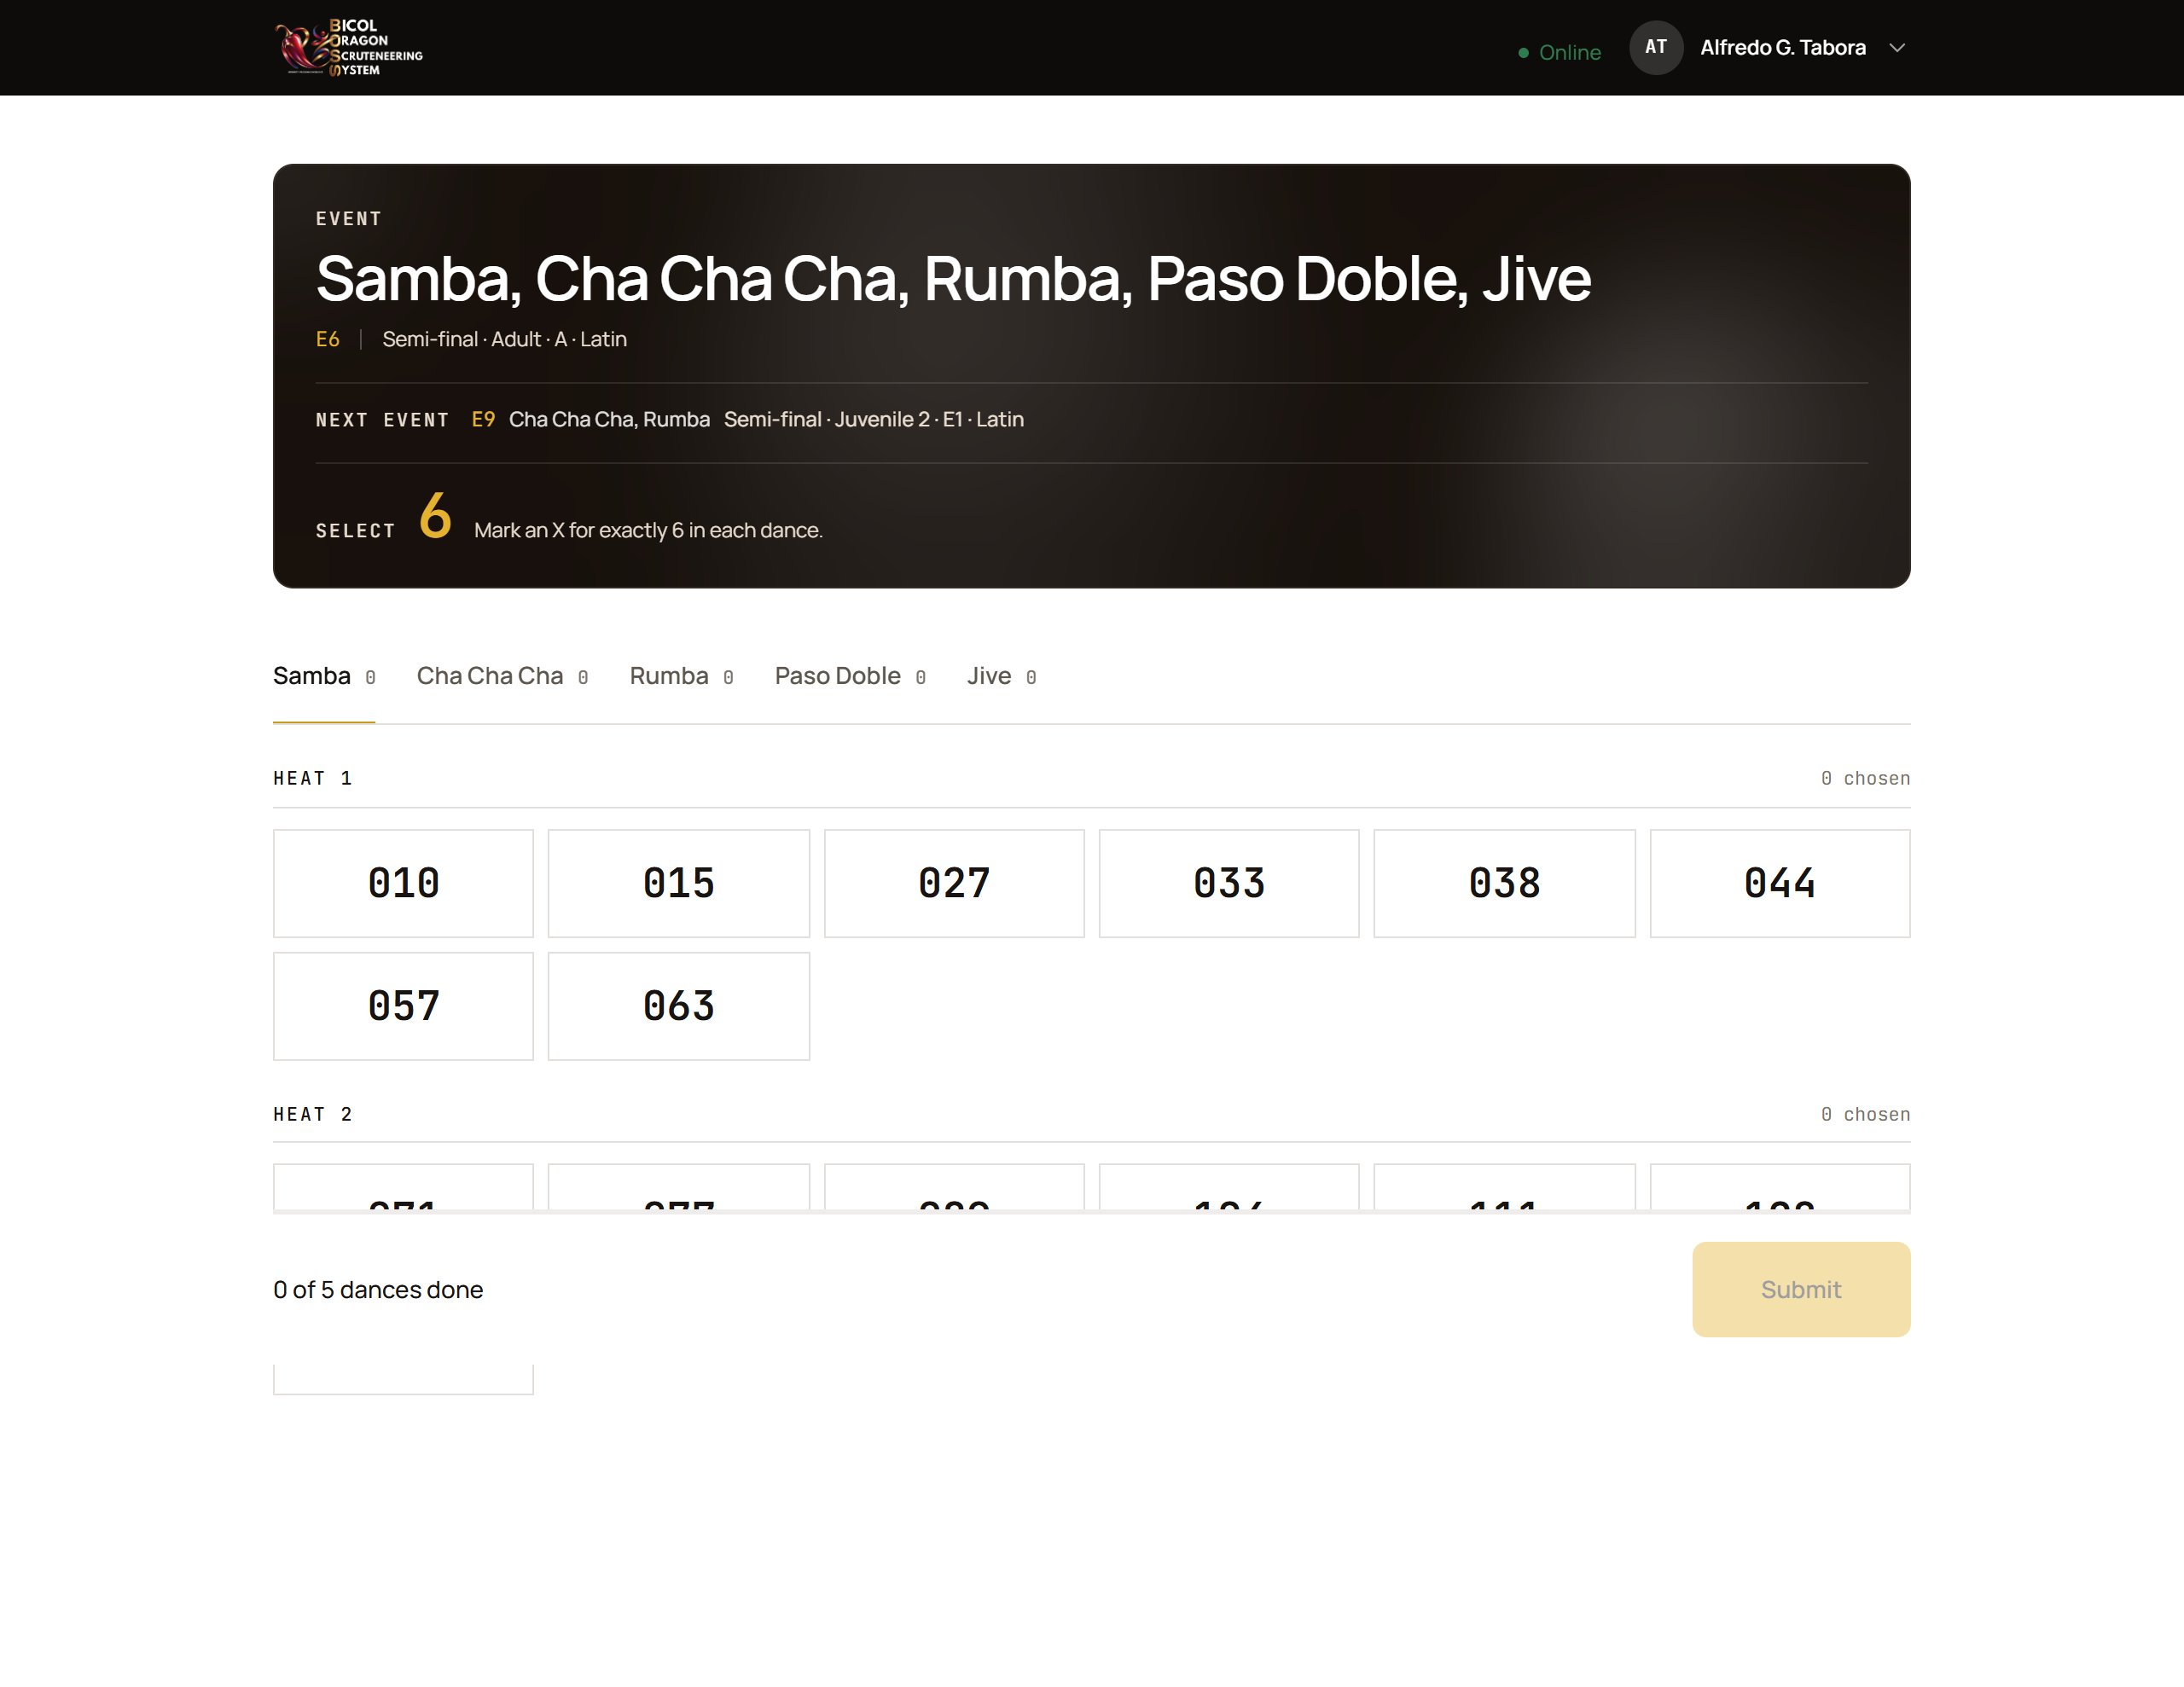 BICOL
DRAGON
SCRUTENEERING
SYSTEM
Online
AT
Alfredo G. Tabora
EVENT
Samba, Cha Cha Cha, Rumba, Paso Doble, Jive
E6 | Semi-final · Adult · A · Latin
NEXT EVENT E9 Cha Cha Cha, Rumba Semi-final · Juvenile 2 · E1 · Latin
SELECT 6 Mark an X for exactly 6 in each dance.
Samba 0 Cha Cha Cha 0 Rumba 0 Paso Doble 0 Jive 0
HEAT 1 0 chosen
010 015 027 033 038 044
057 063
HEAT 2 0 chosen
0 of 5 dances done
Submit